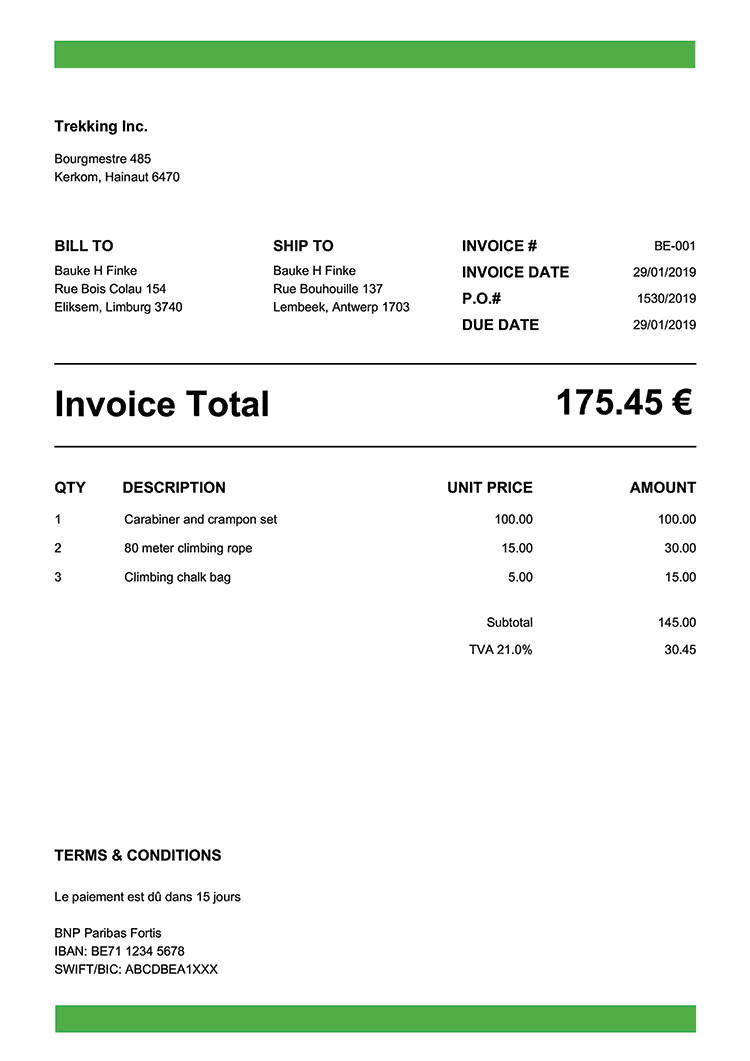 Trekking Inc.
Bourgmestre 485
Kerkom, Hainaut 6470
BILL TO
Bauke H Finke
Rue Bois Colau 154
Eliksem, Limburg 3740
SHIP TO
Bauke H Finke
Rue Bouhouille 137
Lembeek, Antwerp 1703
INVOICE # BE-001
INVOICE DATE 29/01/2019
P.O.# 1530/2019
DUE DATE 29/01/2019
Invoice Total 175.45 €
QTY DESCRIPTION UNIT PRICE AMOUNT
1 Carabiner and crampon set 100.00 100.00
2 80 meter climbing rope 15.00 30.00
3 Climbing chalk bag 5.00 15.00
Subtotal 145.00
TVA 21.0% 30.45
TERMS & CONDITIONS
Le paiement est dû dans 15 jours
BNP Paribas Fortis
IBAN: BE71 1234 5678
SWIFT/BIC: ABCDBEA1XXX